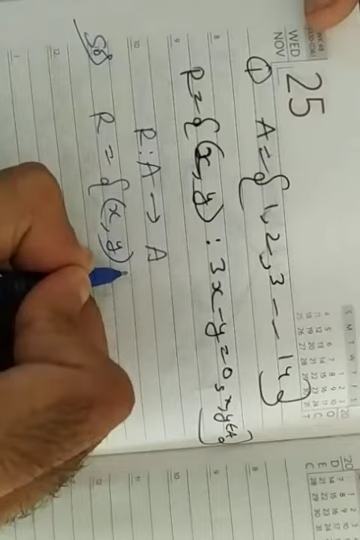 WED
NOV
25
① A = {1, 2, 3 -- 14}
R = {(x, y) : 3x - y = 0, x, y ∈ A}
R : A → A
Sol
R = {(x, y)